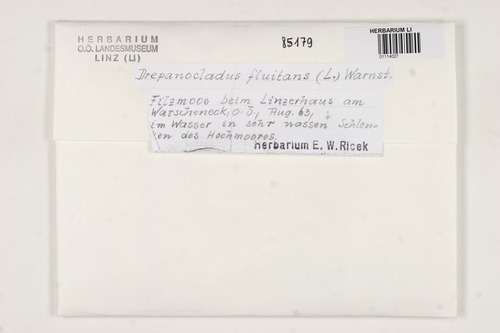 HERBARIUM
O.Ö. LANDESMUSEUM
LINZ (LI)
85179
HERBARIUM LI
01114027
Drepanocladus fluitans (L.) Warnst.
Filzmoos beim Linzerhaus am
Warscheneck, O.Ö., Aug. 63,
im Wasser in sehr nassen Schlen-
ken des Hochmoores.
Herbarium E. W. Ricek